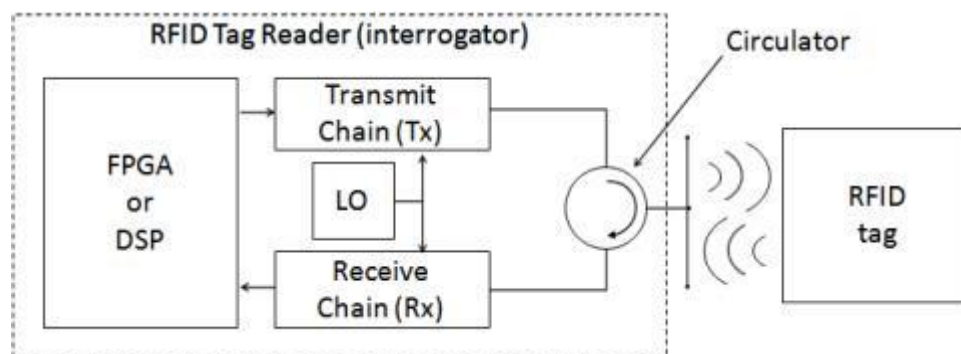 RFID Tag Reader (interrogator)
Circulator
Transmit
Chain (Tx)
FPGA
or
DSP
LO
RFID
tag
Receive
Chain (Rx)